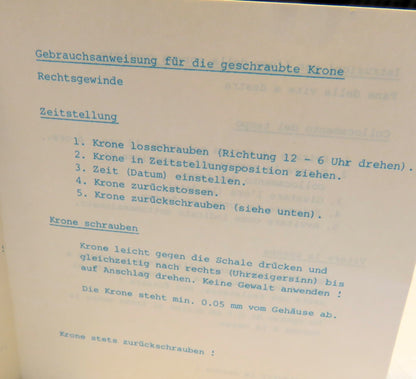 Gebrauchsanweisung für die geschraubte Krone
Rechtsgewinde
Zeitstellung
1. Krone losschrauben (Richtung 12 - 6 Uhr drehen).
2. Krone in Zeitstellungsposition ziehen.
3. Zeit (Datum) einstellen.
4. Krone zurückstossen.
5. Krone zurückschrauben (siehe unten).
Krone schrauben
Krone leicht gegen die Schale drücken und
gleichzeitig nach rechts (Uhrzeigersinn) bis
auf Anschlag drehen. Keine Gewalt anwenden !
Die Krone steht min. 0.05 mm vom Gehäuse ab.
Krone stets zurückschrauben !